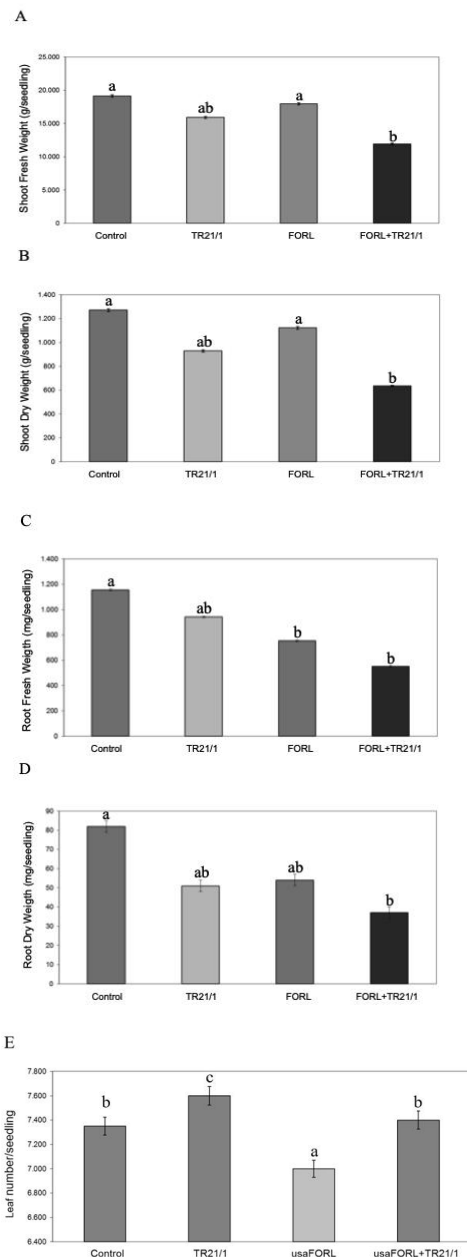 A
Shoot Fresh Weight (g/seedling)
25.000
20.000
15.000
10.000
5.000
0
a
ab
a
b
Control
TR21/1
FORL
FORL+TR21/1
B
Shoot Dry Weight (g/seedling)
1.400
1.200
1.000
800
600
400
200
0
a
ab
a
b
Control
TR21/1
FORL
FORL+TR21/1
C
Root Fresh Weigth (mg/seedling)
1.400
1.200
1.000
800
600
400
200
0
a
ab
b
b
Control
TR21/1
FORL
FORL+TR21/1
D
Root Dry Weigth (mg/seedling)
90
80
70
60
50
40
30
20
10
0
a
ab
ab
b
Control
TR21/1
FORL
FORL+TR21/1
E
Leaf number/seedling
7.800
7.600
7.400
7.200
7.000
6.800
6.600
6.400
b
c
a
b
Control
TR21/1
usaFORL
usaFORL+TR21/1